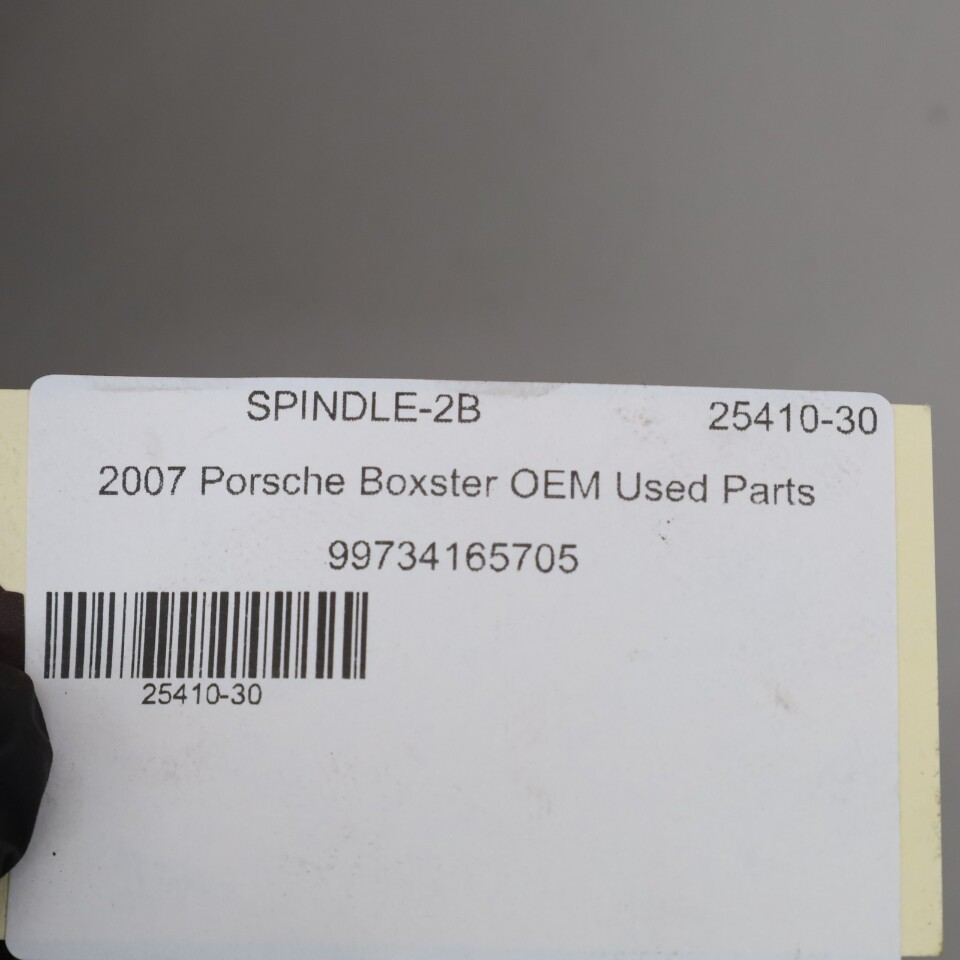 SPINDLE-2B 25410-30
2007 Porsche Boxster OEM Used Parts
99734165705
25410-30